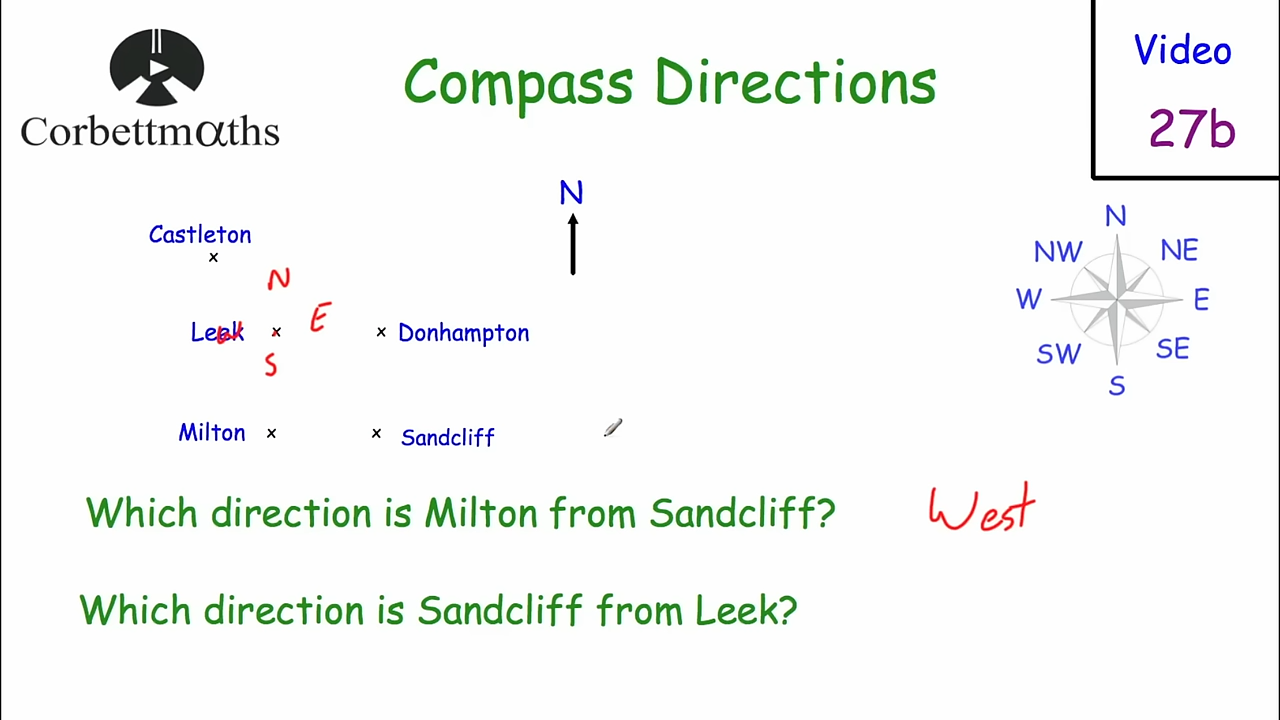 Corbettmαths
Compass Directions
Video
27b
N
Castleton
N
Leek W E Donhampton
S
Milton Sandcliff
N
NW NE
W E
SW SE
S
Which direction is Milton from Sandcliff? West
Which direction is Sandcliff from Leek?